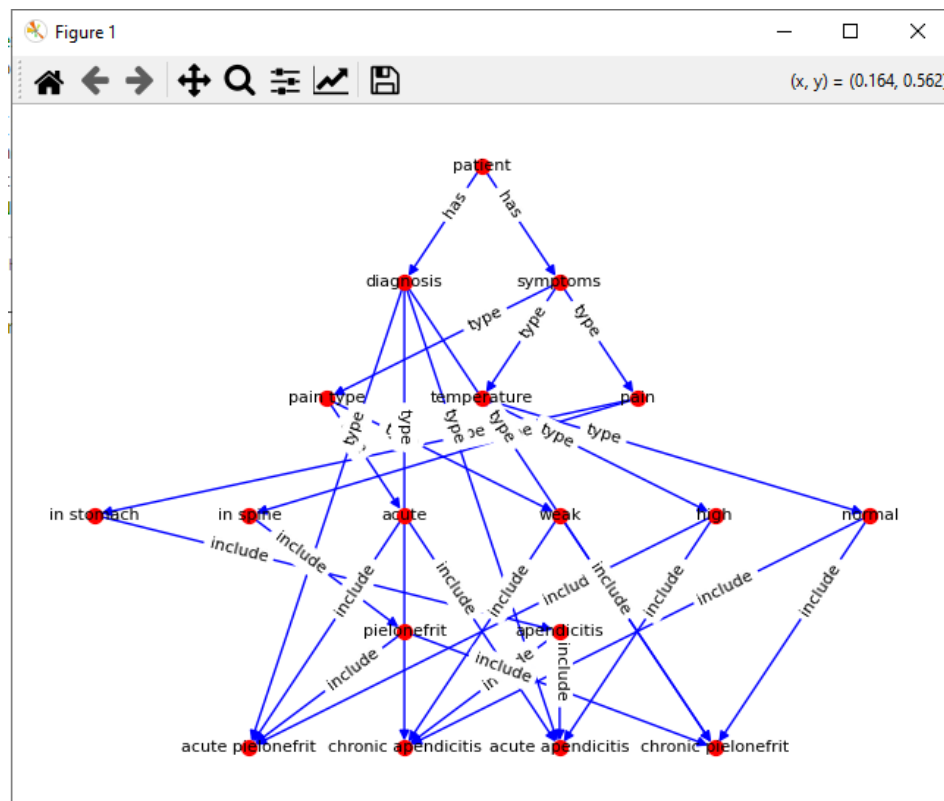 Figure 1
(x, y) = (0.164, 0.562)
patient
has has
diagnosis symptoms
type type type
pain type temperature pain
type type type type type type
in stomach in spine acute weak high normal
include include include include include include include includ include include
pielonefrit apendicitis
include include include
acute pielonefrit chronic apendicitis acute apendicitis chronic pielonefrit